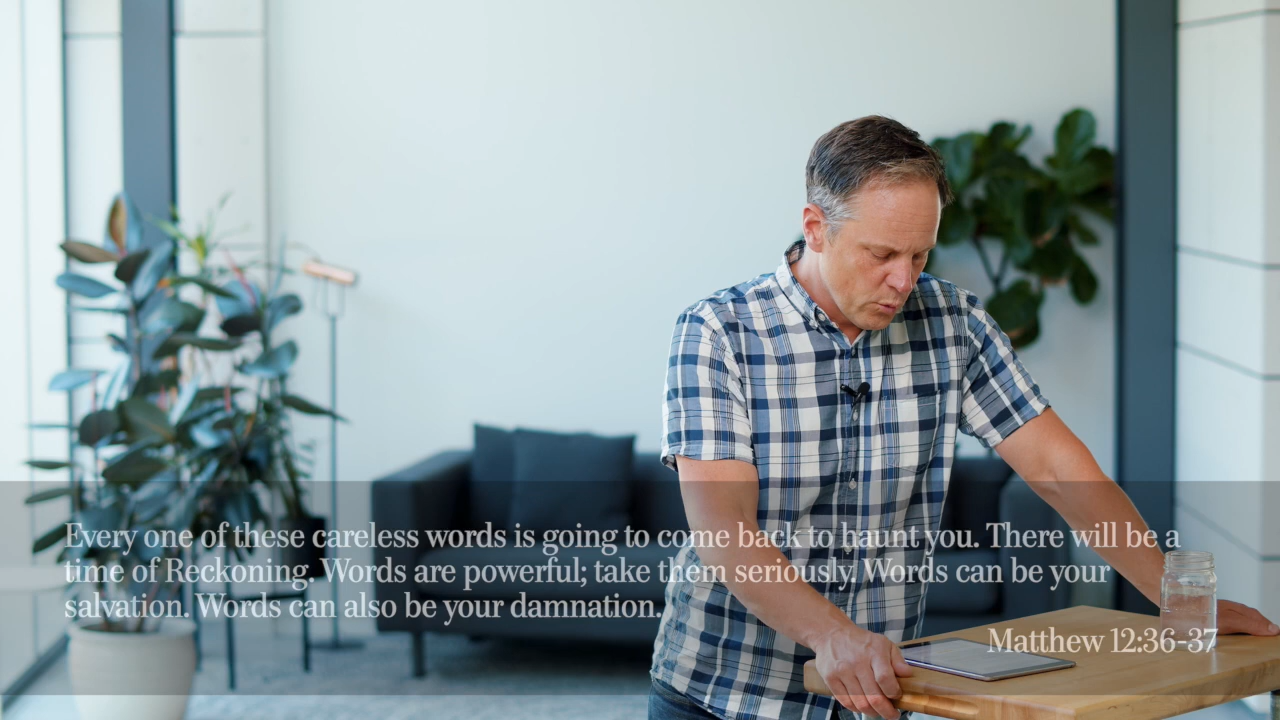 Every one of these careless words is going to come back to haunt you. There will be a
time of Reckoning. Words are powerful; take them seriously. Words can be your
salvation. Words can also be your damnation.
Matthew 12:36-37